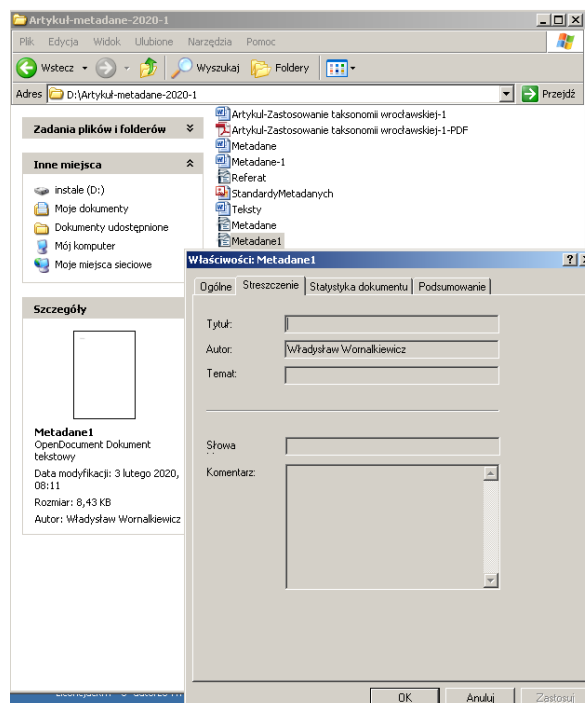 Artykuł-metadane-2020-1
Plik Edycja Widok Ulubione Narzędzia Pomoc
Wstecz Wyszukaj Foldery
Adres D:\Artykuł-metadane-2020-1 Przejdź
Zadania plików i folderów
Inne miejsca
instale (D:)
Moje dokumenty
Dokumenty udostępnione
Mój komputer
Moje miejsca sieciowe
Szczegóły
Metadane1
OpenDocument Dokument
tekstowy
Data modyfikacji: 3 lutego 2020,
08:11
Rozmiar: 8,43 KB
Autor: Władysław Wornalkiewicz
Artykul-Zastosowanie taksonomii wrocławskiej-1
Artykul-Zastosowanie taksonomii wrocławskiej-1-PDF
Metadane
Metadane-1
Referat
StandardyMetadanych
Teksty
Metadane
Metadane1
Właściwości: Metadane1
Ogólne Streszczenie Statystyka dokumentu Podsumowanie
Tytuł:
Autor: Władysław Wornalkiewicz
Temat:
Słowa
Komentarz:
OK Anuluj Zastosuj